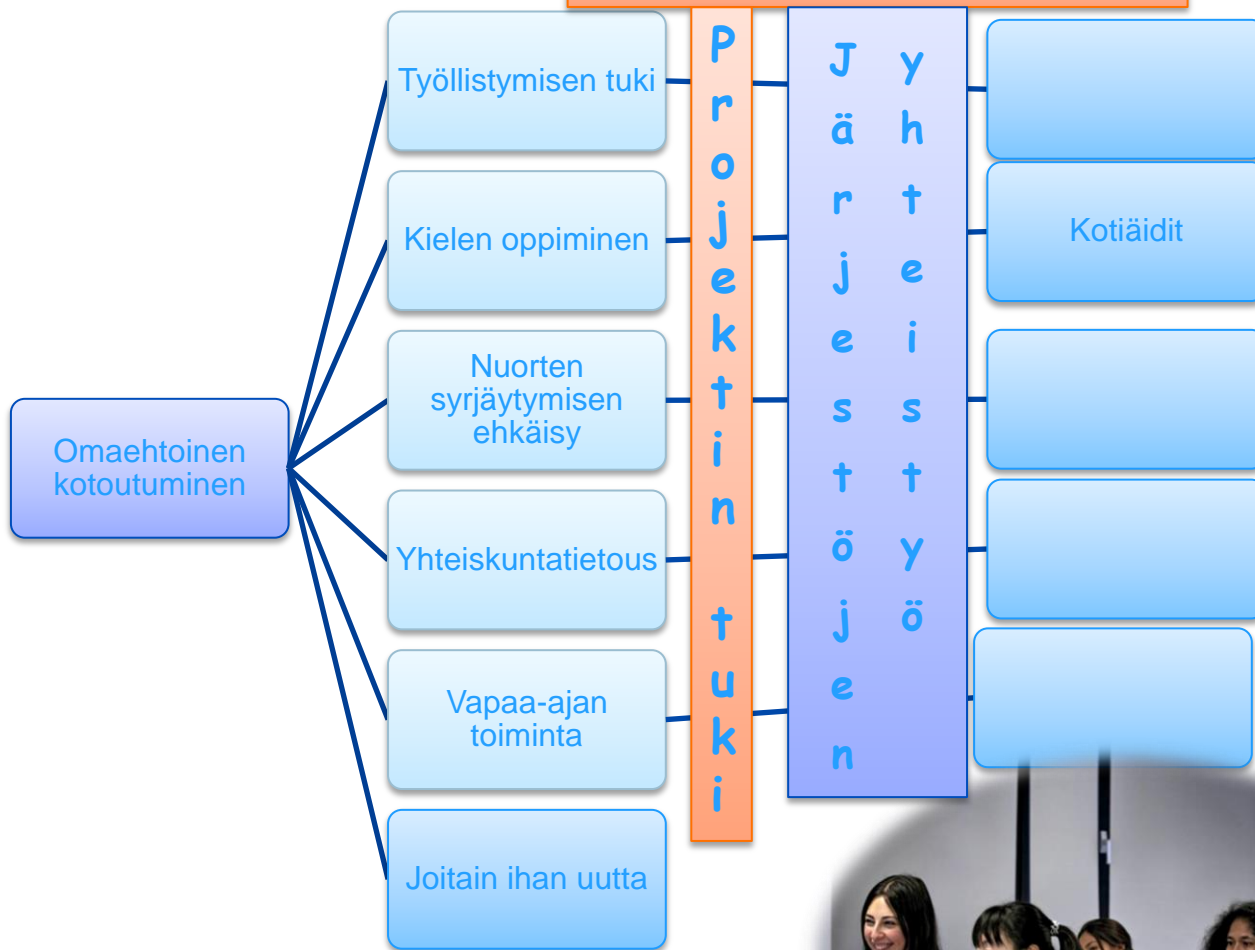 Omaehtoinen
kotoutuminen
Työllistymisen tuki
Kielen oppiminen
Nuorten
syrjäytymisen
ehkäisy
Yhteiskuntatietous
Vapaa-ajan
toiminta
Joitain ihan uutta
Projektin tuki
Järjestöjen
yhteistyö
Kotiäidit